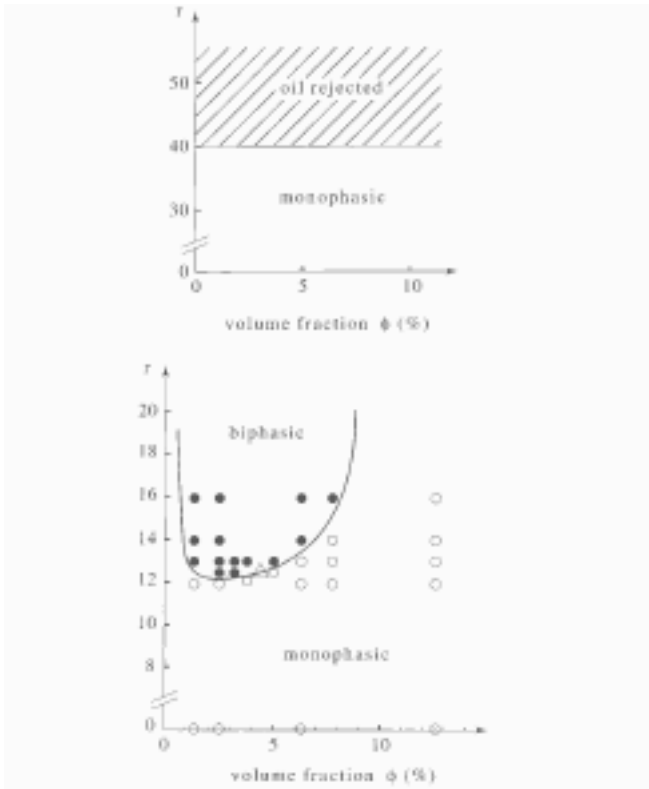 r
50
oil rejected
40
monophasic
30
0
0 5 10
volume fraction ϕ (%)
r
20
biphasic
18
16
14
12
10
monophasic
8
0
0 5 10
volume fraction ϕ (%)